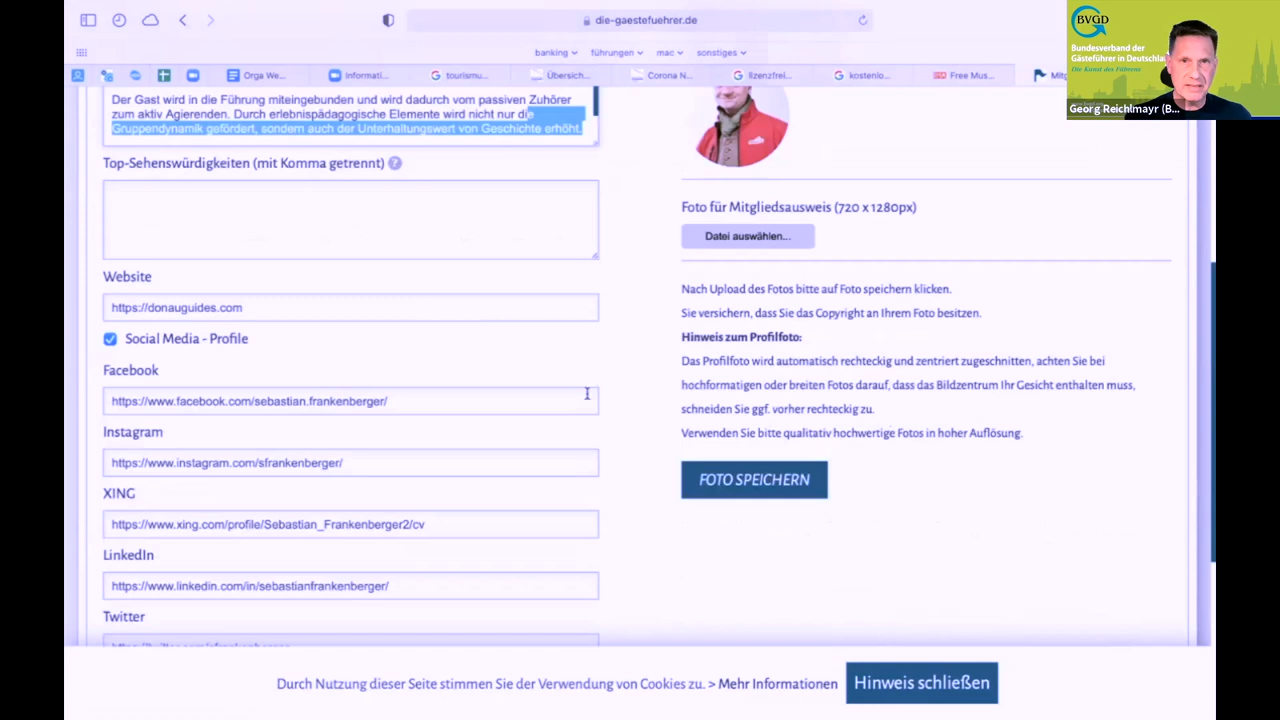 die-gaestefuehrer.de
banking
führungen
mac
sonstiges
Orga We...
Informati...
tourismu...
Übersich...
Corona N...
lizenzfrei...
kostenlo...
Free Mus...
BVGD
Bundesverband der
Gästeführer in Deutschla
Die Kunst des Führens
Georg Reichlmayr (B...
Der Gast wird in die Führung miteingebunden und wird dadurch vom passiven Zuhörer
zum aktiv Agierenden. Durch erlebnispädagogische Elemente wird nicht nur die
Gruppendynamik gefördert, sondern auch der Unterhaltungswert von Geschichte erhöht.
Top-Sehenswürdigkeiten (mit Komma getrennt) ?
Website
https://donauguides.com
Social Media - Profile
Facebook
https://www.facebook.com/sebastian.frankenberger/
Instagram
https://www.instagram.com/sfrankenberger/
XING
https://www.xing.com/profile/Sebastian_Frankenberger2/cv
LinkedIn
https://www.linkedin.com/in/sebastianfrankenberger/
Twitter
Foto für Mitgliedsausweis (720 x 1280px)
Datei auswählen...
Nach Upload des Fotos bitte auf Foto speichern klicken.
Sie versichern, dass Sie das Copyright an Ihrem Foto besitzen.
Hinweis zum Profilfoto:
Das Profilfoto wird automatisch rechteckig und zentriert zugeschnitten, achten Sie bei
hochformatigen oder breiten Fotos darauf, dass das Bildzentrum Ihr Gesicht enthalten muss,
schneiden Sie ggf. vorher rechteckig zu.
Verwenden Sie bitte qualitativ hochwertige Fotos in hoher Auflösung.
FOTO SPEICHERN
Durch Nutzung dieser Seite stimmen Sie der Verwendung von Cookies zu. > Mehr Informationen
Hinweis schließen